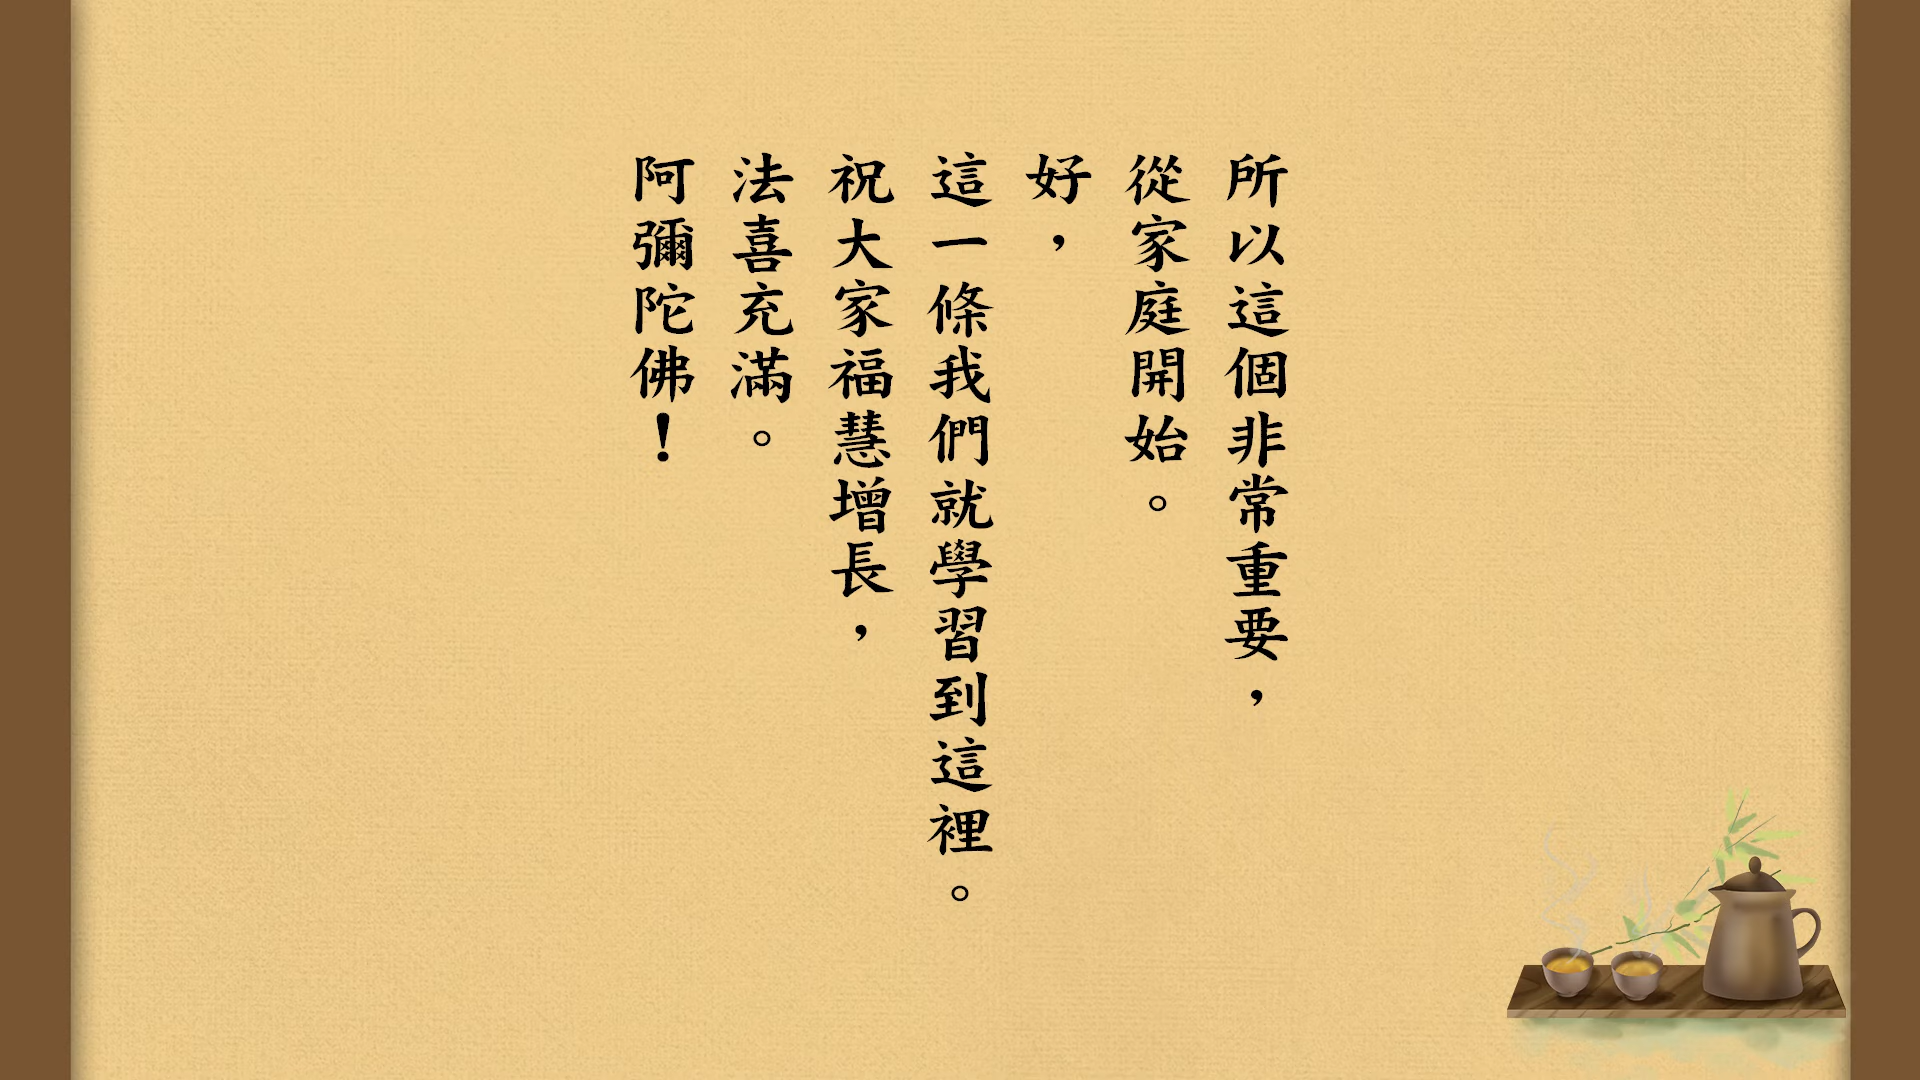 所以這個非常重要，
從家庭開始。
好，
這一條我們就學習到這裡。
祝大家福慧增長，
法喜充滿。
阿彌陀佛！